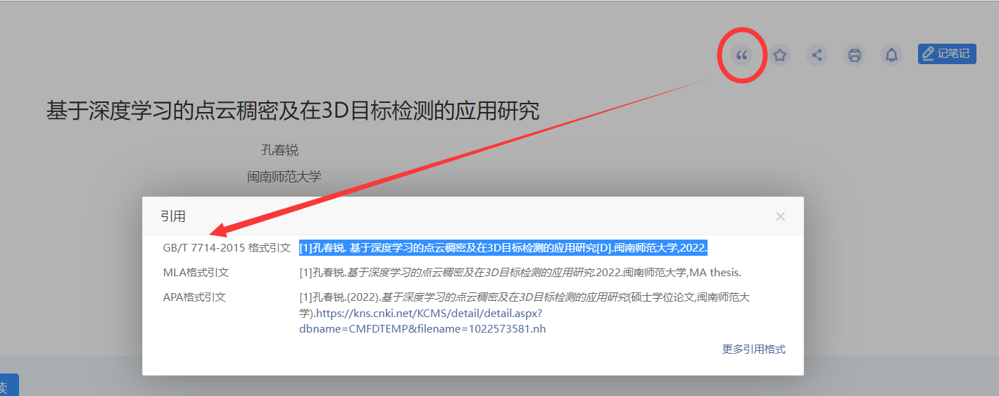 记笔记
基于深度学习的点云稠密及在3D目标检测的应用研究
孔春锐
闽南师范大学
引用
GB/T 7714-2015 格式引文 [1]孔春锐. 基于深度学习的点云稠密及在3D目标检测的应用研究[D].闽南师范大学,2022.
MLA格式引文 [1]孔春锐.基于深度学习的点云稠密及在3D目标检测的应用研究.2022.闽南师范大学,MA thesis.
APA格式引文 [1]孔春锐.(2022).基于深度学习的点云稠密及在3D目标检测的应用研究(硕士学位论文,闽南师范大
学).https://kns.cnki.net/KCMS/detail/detail.aspx?
dbname=CMFDTEMP&filename=1022573581.nh
更多引用格式
读